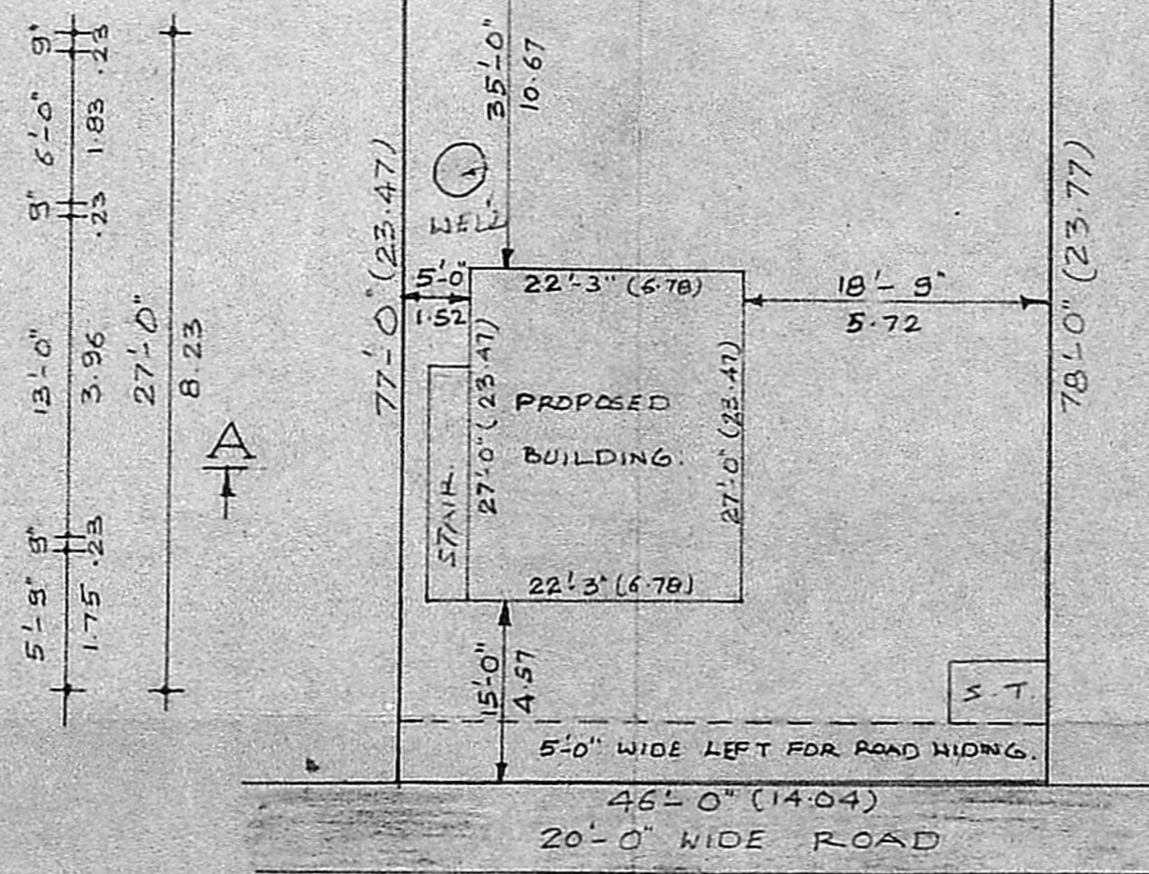 9" .23
6'-0" 1.83
9" .23
13'-0" 3.96
9" .23
5'-9" 1.75
27'-0" 8.23
A
35'-0"
10.67
WELL
77'-0" (23.47)
5'-0"
1.52
22'-3" (6.78)
18'-9"
5.72
78'-0" (23.77)
27'-0" (23.47)
PROPOSED
BUILDING.
27'-0" (23.47)
STAIR.
22'-3" (6.78)
15'-0"
4.57
S.T.
5'-0" WIDE LEFT FOR ROAD WIDING.
46'-0" (14.04)
20'-0" WIDE ROAD